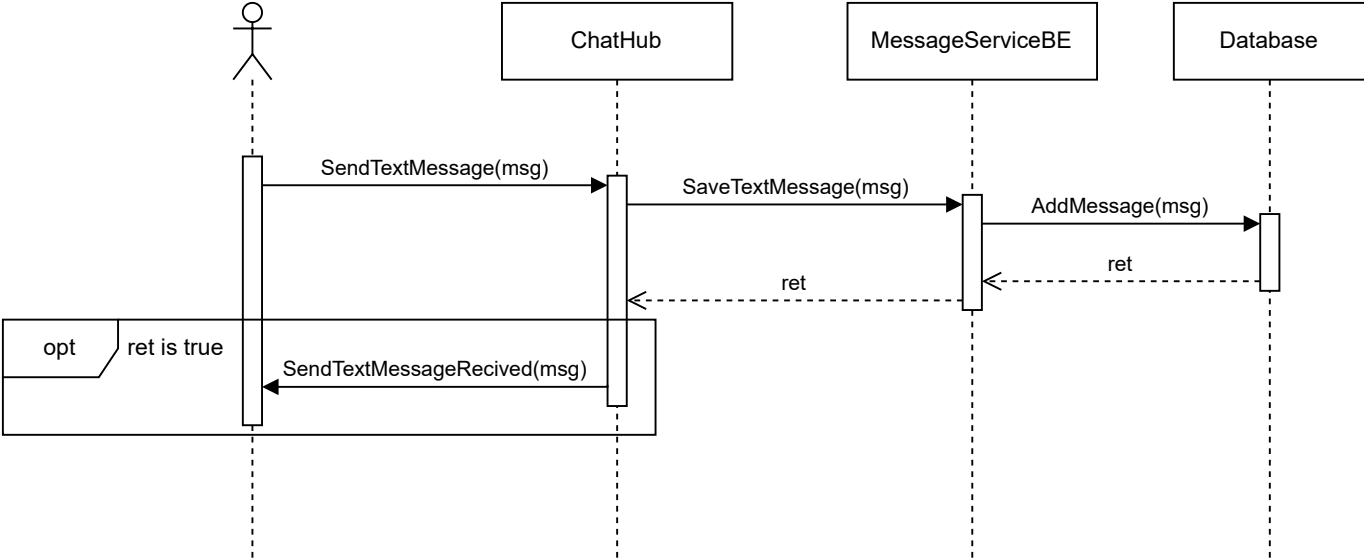 ChatHub
MessageServiceBE
Database
SendTextMessage(msg)
SaveTextMessage(msg)
AddMessage(msg)
ret
ret
opt
ret is true
SendTextMessageRecived(msg)